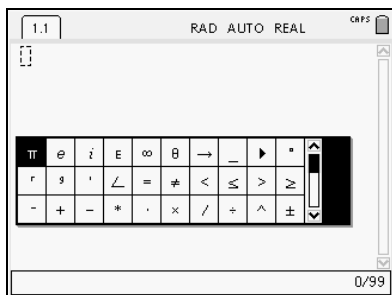 1.1 RAD AUTO REAL CAPS
π e i E ∞ θ → _ ▶ °
r g ' ∠ = ≠ < ≤ > ≥
- + − * · × / ÷ ^ ±
0/99